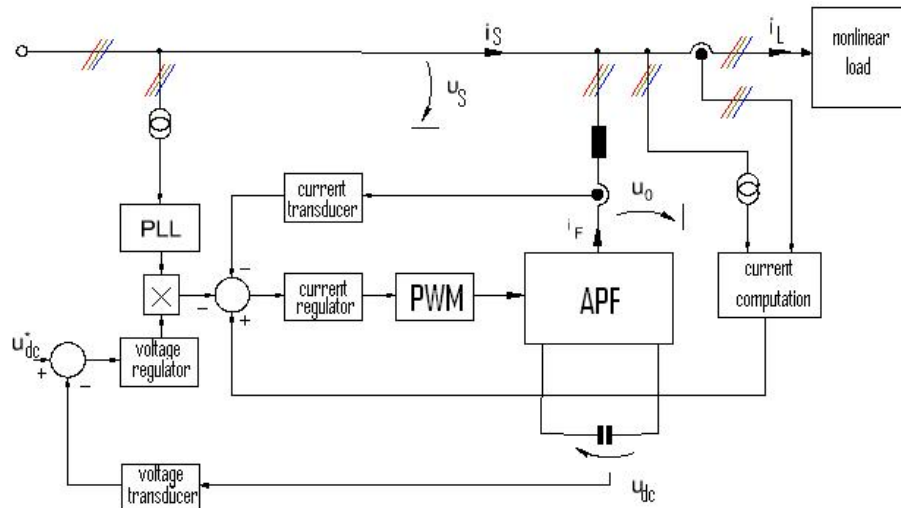 i_S
i_L
nonlinear
load
u_S
current
transducer
u_0
PLL
i_F
−
current
regulator
PWM
APF
current
computation
×
−
+
u*_dc
+
−
voltage
regulator
voltage
transducer
u_dc